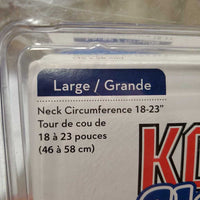 Large / Grande
Neck Circumference 18-23"
Tour de cou de
18 à 23 pouces
(46 à 58 cm)